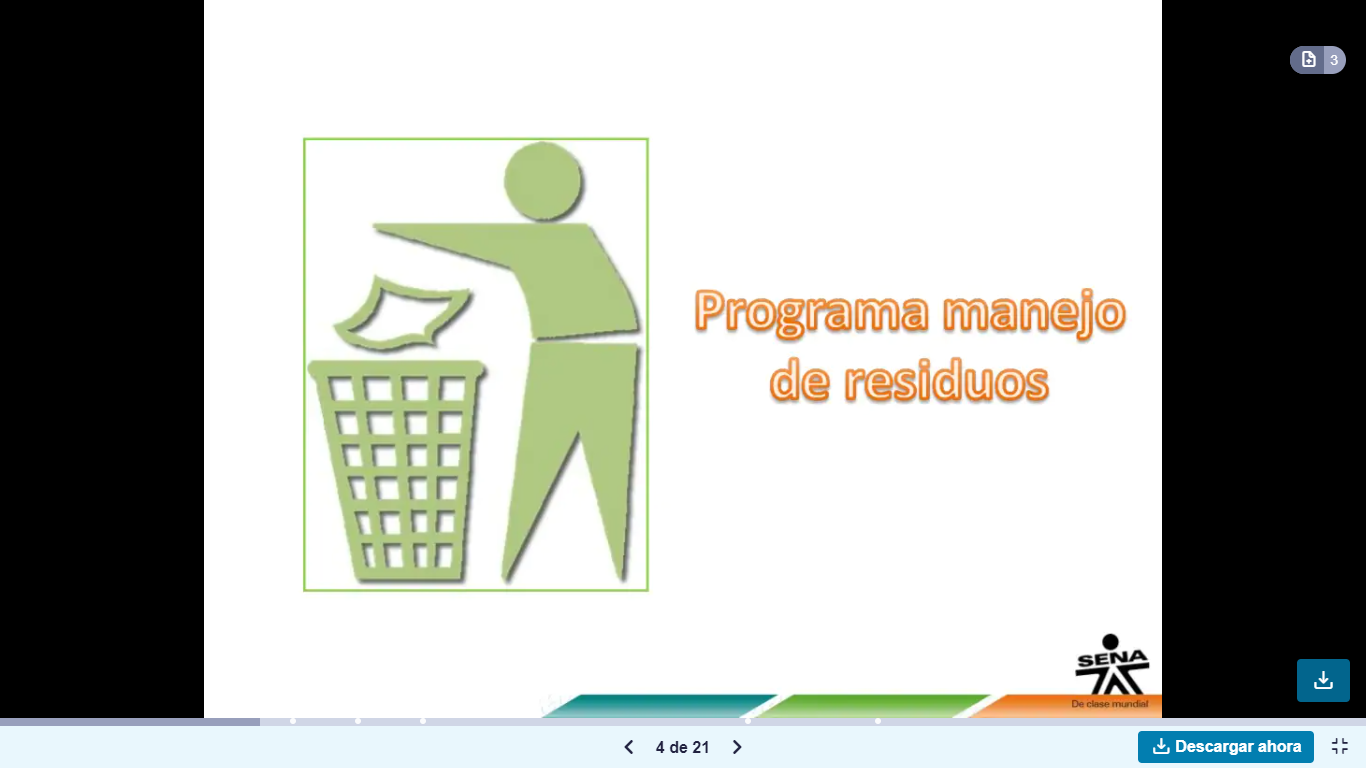 3
Programa manejo
de residuos
SENA
De clase mundial
4 de 21
Descargar ahora